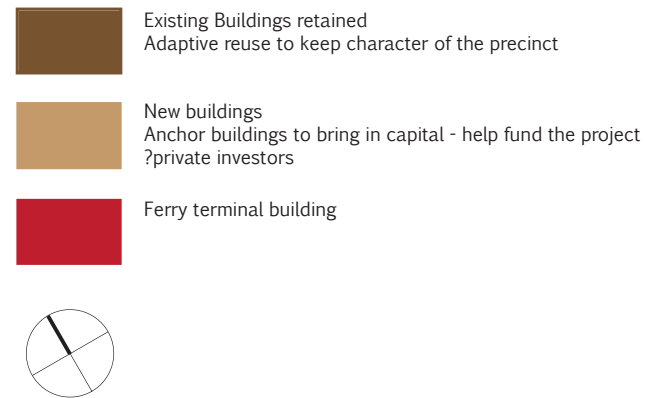 Existing Buildings retained
Adaptive reuse to keep character of the precinct
New buildings
Anchor buildings to bring in capital - help fund the project
?private investors
Ferry terminal building